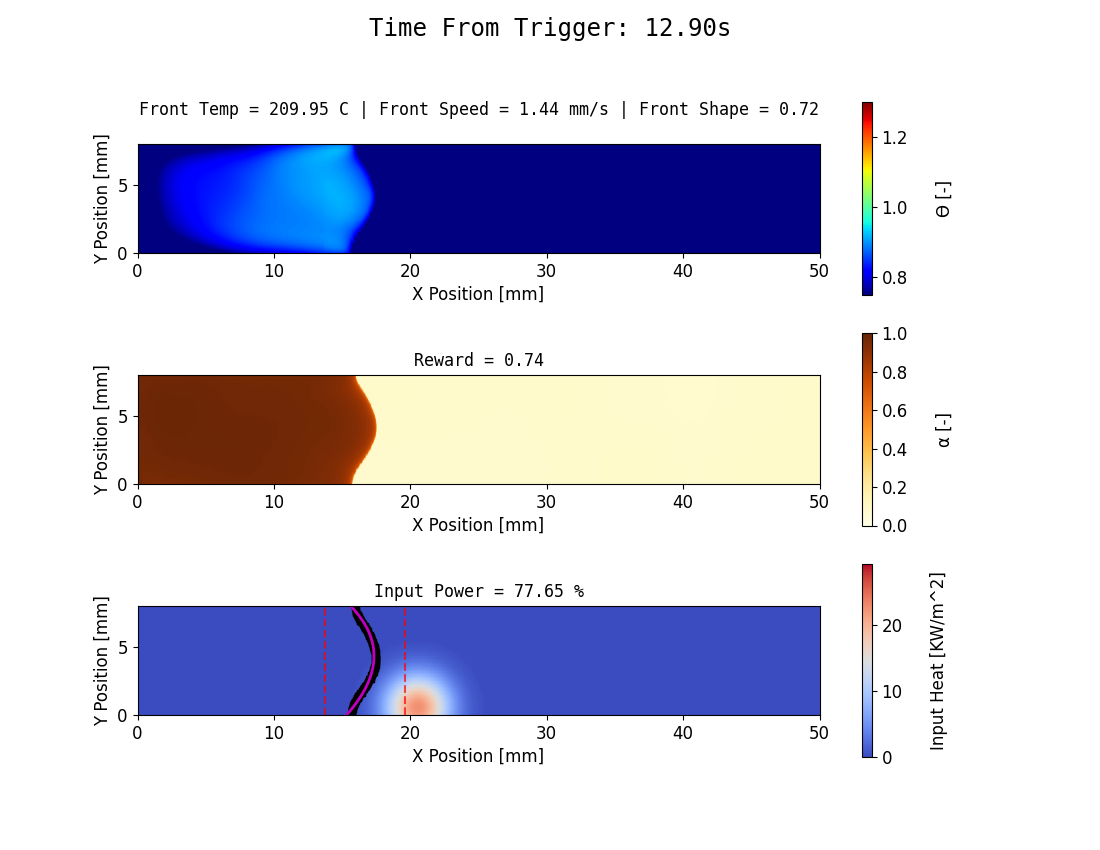 Time From Trigger: 12.90s
Front Temp = 209.95 C | Front Speed = 1.44 mm/s | Front Shape = 0.72
Y Position [mm]
5
0
0 10 20 30 40 50
X Position [mm]
1.2
1.0
0.8
Θ [-]
Reward = 0.74
Y Position [mm]
5
0
0 10 20 30 40 50
X Position [mm]
1.0
0.8
0.6
0.4
0.2
0.0
α [-]
Input Power = 77.65 %
Y Position [mm]
5
0
0 10 20 30 40 50
X Position [mm]
20
10
0
Input Heat [KW/m^2]